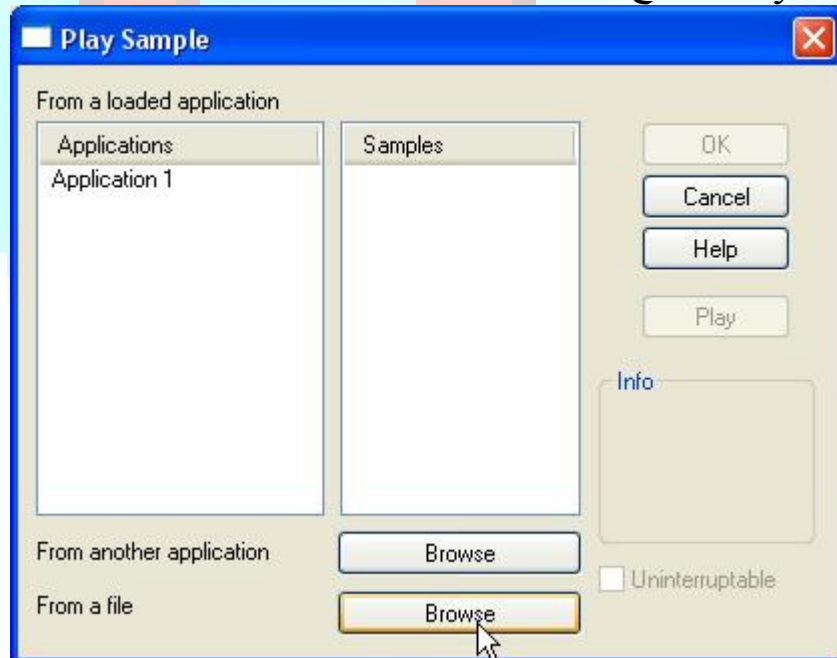 Play Sample
From a loaded application
Applications
Samples
Application 1
OK
Cancel
Help
Play
Info
From another application
Browse
Uninterruptable
From a file
Browse